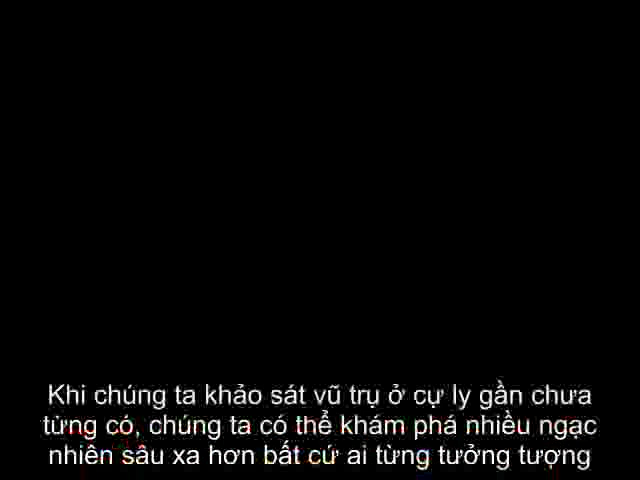 Khi chúng ta khảo sát vũ trụ ở cự ly gần chưa
từng có, chúng ta có thể khám phá nhiều ngạc
nhiên sâu xa hơn bất cứ ai từng tưởng tượng